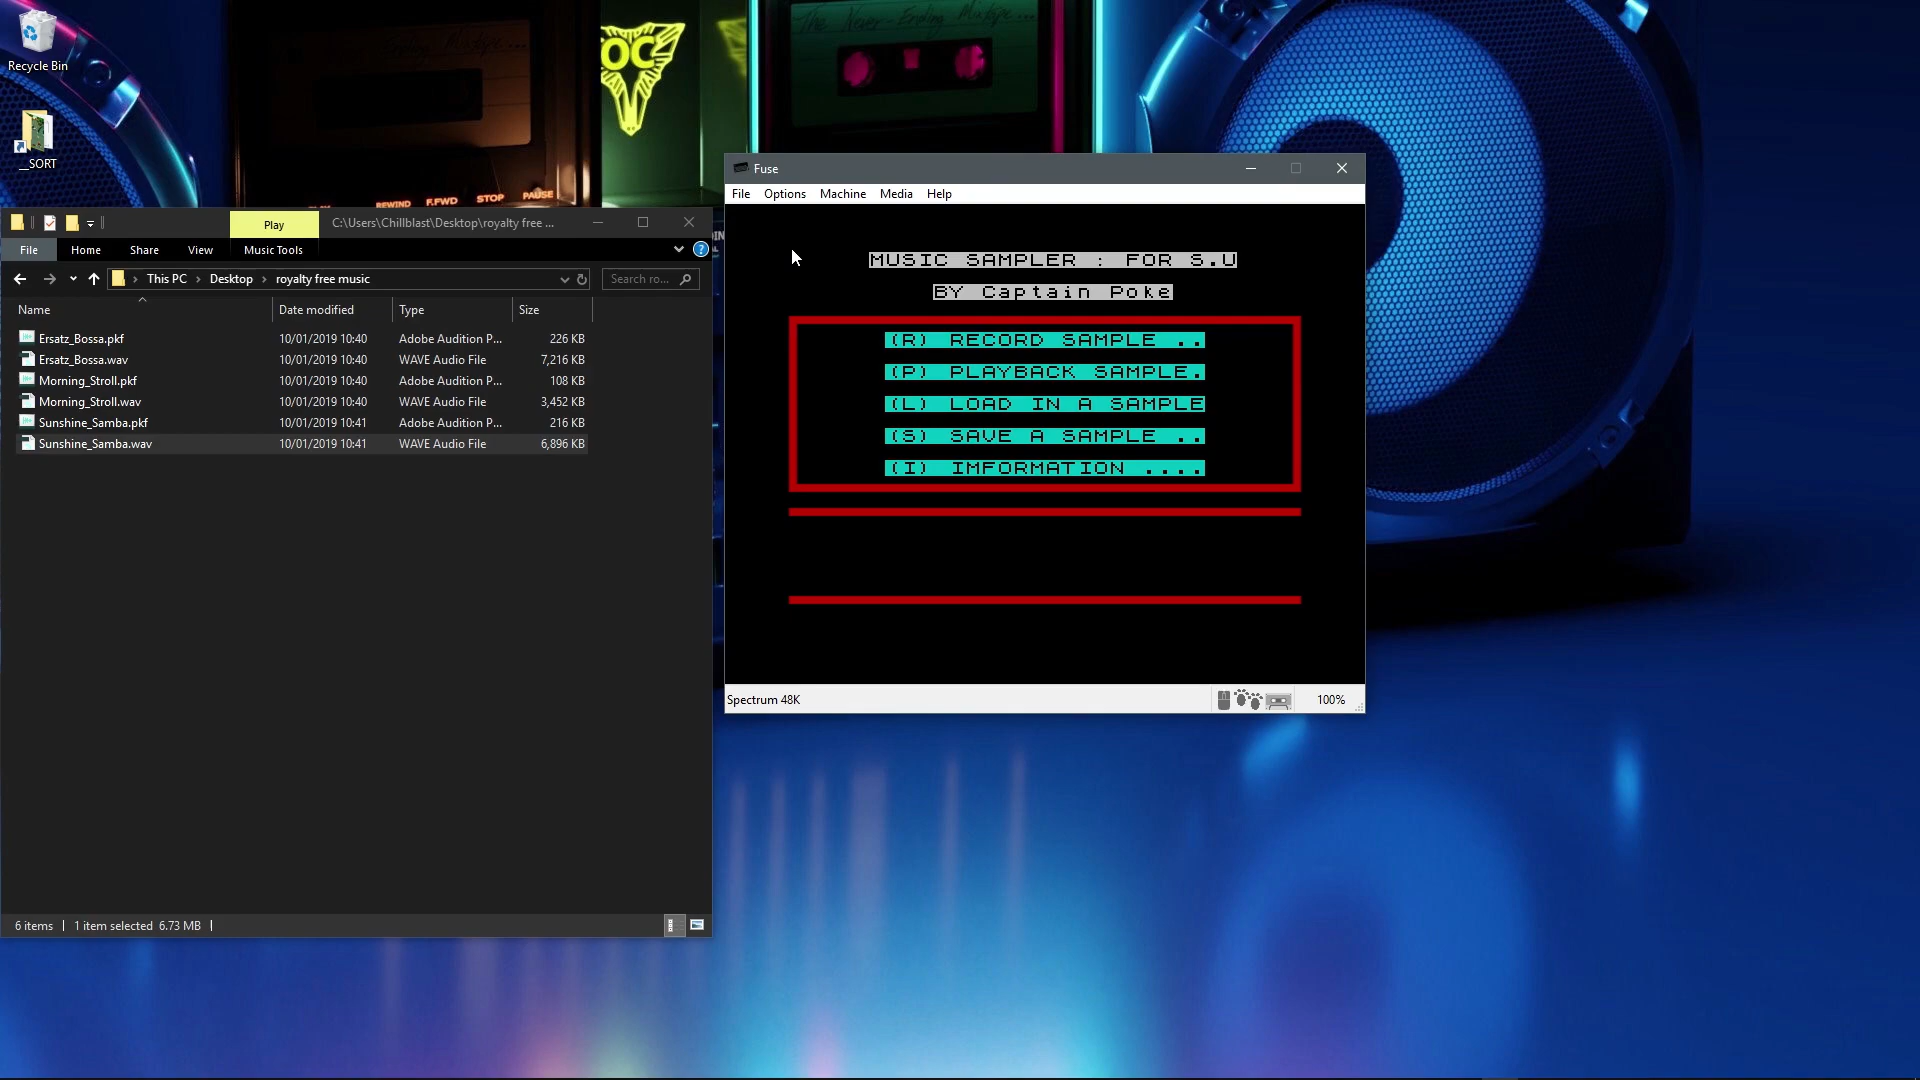 Recycle Bin
__SORT
The Never Ending Mixtape
OC
REWIND F.FWD STOP PAUSE
Play
C:\Users\Chillblast\Desktop\royalty free ...
File Home Share View Music Tools
This PC Desktop royalty free music
Search ro...
Name Date modified Type Size
Ersatz_Bossa.pkf 10/01/2019 10:40 Adobe Audition P... 226 KB
Ersatz_Bossa.wav 10/01/2019 10:40 WAVE Audio File 7,216 KB
Morning_Stroll.pkf 10/01/2019 10:40 Adobe Audition P... 108 KB
Morning_Stroll.wav 10/01/2019 10:40 WAVE Audio File 3,452 KB
Sunshine_Samba.pkf 10/01/2019 10:41 Adobe Audition P... 216 KB
Sunshine_Samba.wav 10/01/2019 10:41 WAVE Audio File 6,896 KB
6 items 1 item selected 6.73 MB
Fuse
File Options Machine Media Help
MUSIC SAMPLER : FOR S.U
BY Captain Poke
(R) RECORD SAMPLE ..
(P) PLAYBACK SAMPLE.
(L) LOAD IN A SAMPLE
(S) SAVE A SAMPLE ..
(I) IMFORMATION ....
Spectrum 48K
100%